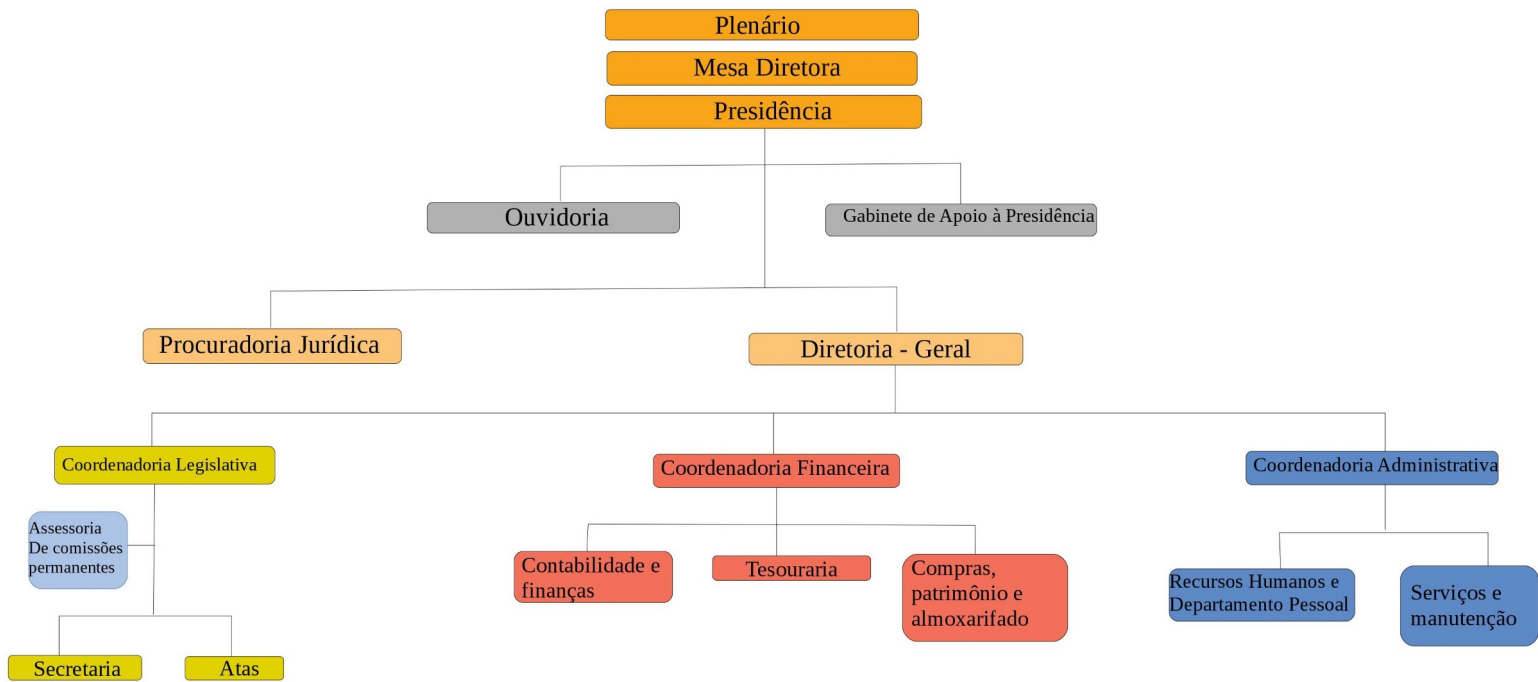 Plenário
Mesa Diretora
Presidência
Ouvidoria
Gabinete de Apoio à Presidência
Procuradoria Jurídica
Diretoria - Geral
Coordenadoria Legislativa
Coordenadoria Financeira
Coordenadoria Administrativa
Assessoria
De comissões
permanentes
Contabilidade e
finanças
Tesouraria
Compras,
patrimônio e
almoxarifado
Recursos Humanos e
Departamento Pessoal
Serviços e
manutenção
Secretaria
Atas